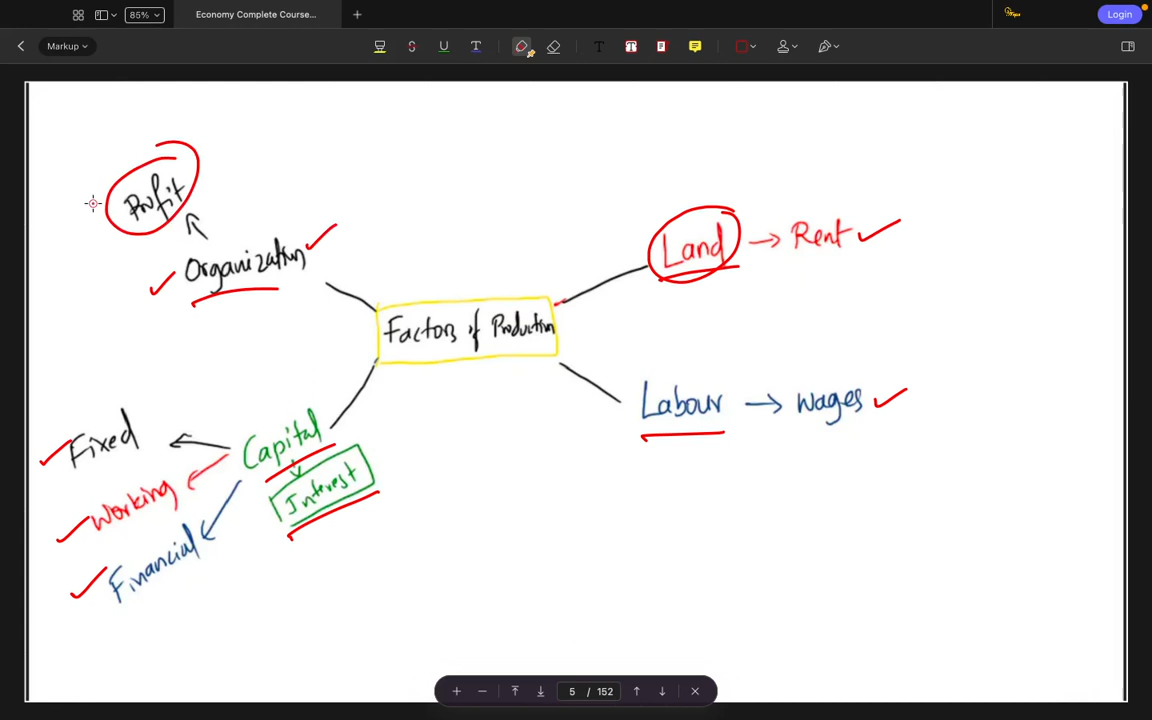 85%
Economy Complete Course...
Login
Markup
Profit
Organization
Land → Rent
Factors of Production
Labour → wages
Fixed
Capital
Interest
Working
Financial
5 / 152